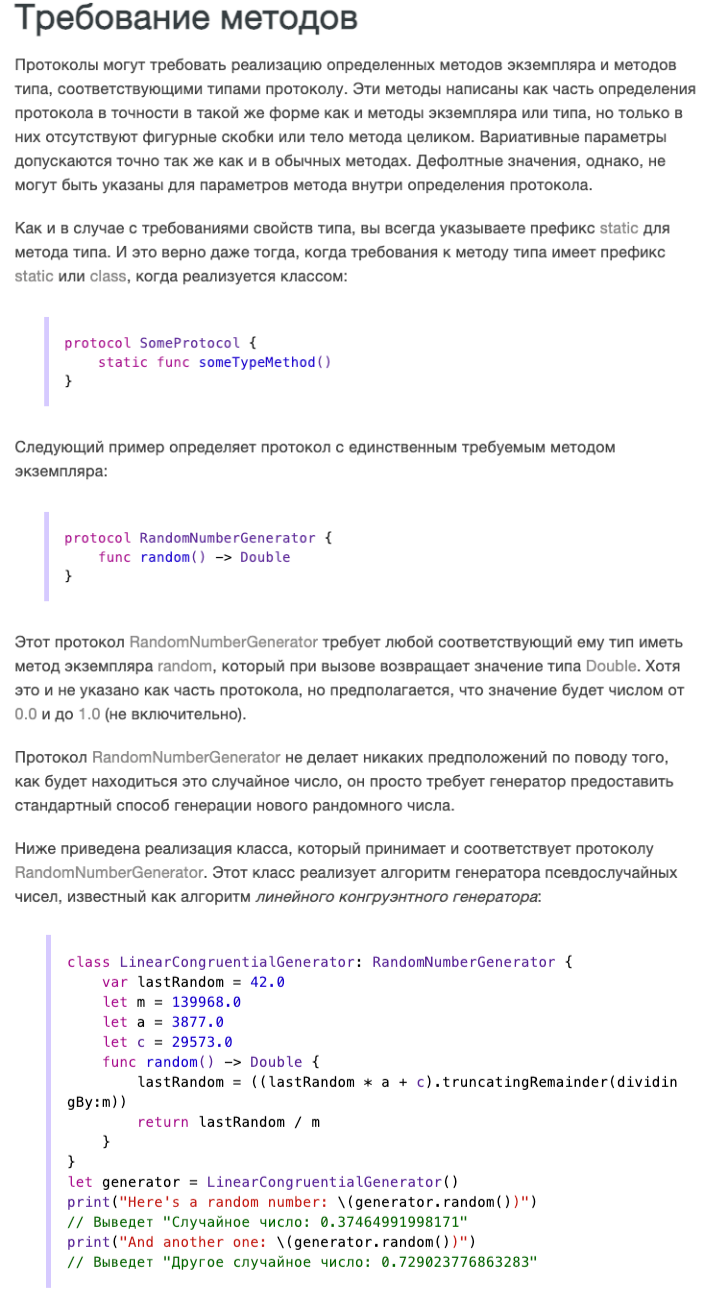 Требование методов
Протоколы могут требовать реализацию определенных методов экземпляра и методов
типа, соответствующими типами протоколу. Эти методы написаны как часть определения
протокола в точности в такой же форме как и методы экземпляра или типа, но только в
них отсутствуют фигурные скобки или тело метода целиком. Вариативные параметры
допускаются точно так же как и в обычных методах. Дефолтные значения, однако, не
могут быть указаны для параметров метода внутри определения протокола.
Как и в случае с требованиями свойств типа, вы всегда указываете префикс static для
метода типа. И это верно даже тогда, когда требования к методу типа имеет префикс
static или class, когда реализуется классом:
protocol SomeProtocol {
    static func someTypeMethod()
}
Следующий пример определяет протокол с единственным требуемым методом
экземпляра:
protocol RandomNumberGenerator {
    func random() -> Double
}
Этот протокол RandomNumberGenerator требует любой соответствующий ему тип иметь
метод экземпляра random, который при вызове возвращает значение типа Double. Хотя
это и не указано как часть протокола, но предполагается, что значение будет числом от
0.0 и до 1.0 (не включительно).
Протокол RandomNumberGenerator не делает никаких предположений по поводу того,
как будет находиться это случайное число, он просто требует генератор предоставить
стандартный способ генерации нового рандомного числа.
Ниже приведена реализация класса, который принимает и соответствует протоколу
RandomNumberGenerator. Этот класс реализует алгоритм генератора псевдослучайных
чисел, известный как алгоритм линейного конгруэнтного генератора:
class LinearCongruentialGenerator: RandomNumberGenerator {
    var lastRandom = 42.0
    let m = 139968.0
    let a = 3877.0
    let c = 29573.0
    func random() -> Double {
        lastRandom = ((lastRandom * a + c).truncatingRemainder(dividin
gBy:m))
        return lastRandom / m
    }
}
let generator = LinearCongruentialGenerator()
print("Here's a random number: \(generator.random())")
// Выведет "Случайное число: 0.37464991998171"
print("And another one: \(generator.random())")
// Выведет "Другое случайное число: 0.729023776863283"